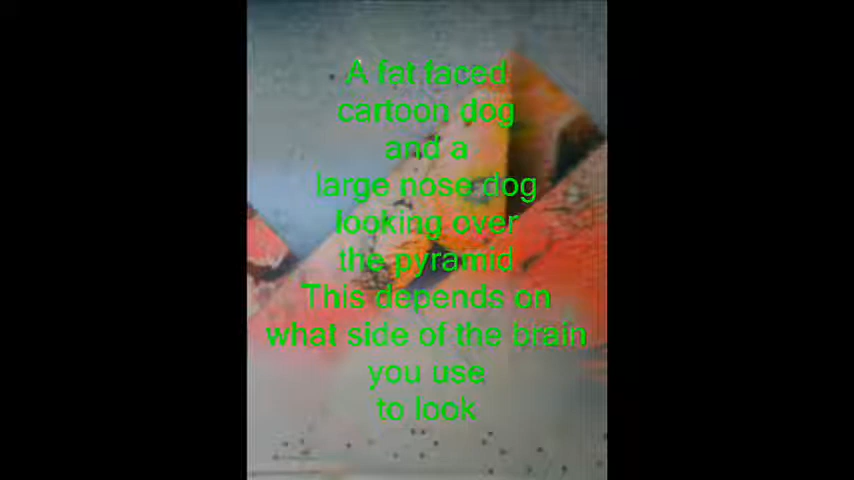 A fat faced
cartoon dog
and a
large nose dog
looking over
the pyramid
This depends on
what side of the brain
you use
to look